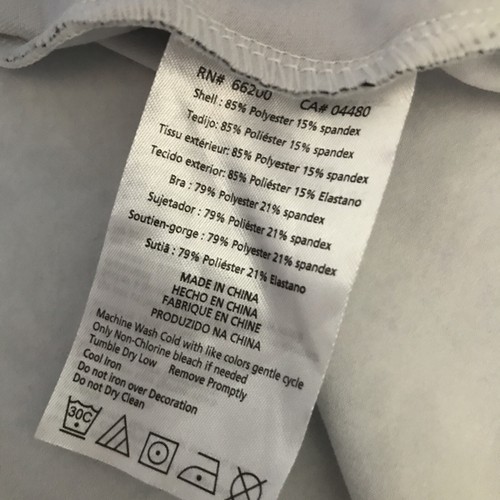 RN# 66200 CA# 04480
Shell : 85% Polyester 15% spandex
Tedijo: 85% Poliéster 15% spandex
Tissu extérieur: 85% Polyester 15% spandex
Tecido exterior: 85% Poliéster 15% Elastano
Bra : 79% Polyester 21% spandex
Sujetador : 79% Poliéster 21% spandex
Soutien-gorge : 79% Polyester 21% spandex
Sutiã : 79% Poliéster 21% Elastano
MADE IN CHINA
HECHO EN CHINA
FABRIQUE EN CHINE
PRODUZIDO NA CHINA
Machine Wash Cold with like colors gentle cycle
Only Non-Chlorine bleach if needed
Tumble Dry Low Remove Promptly
Cool Iron
Do not Iron over Decoration
Do not Dry Clean
30C